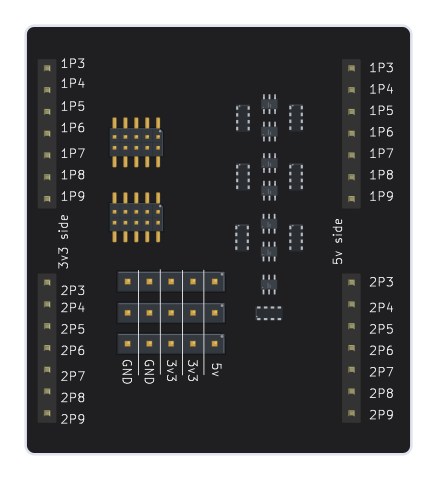 1P3
1P4
1P5
1P6
1P7
1P8
1P9
3v3 side
2P3
2P4
2P5
2P6
2P7
2P8
2P9
GND
GND
3v3
3v3
5v
1P3
1P4
1P5
1P6
1P7
1P8
1P9
5v side
2P3
2P4
2P5
2P6
2P7
2P8
2P9